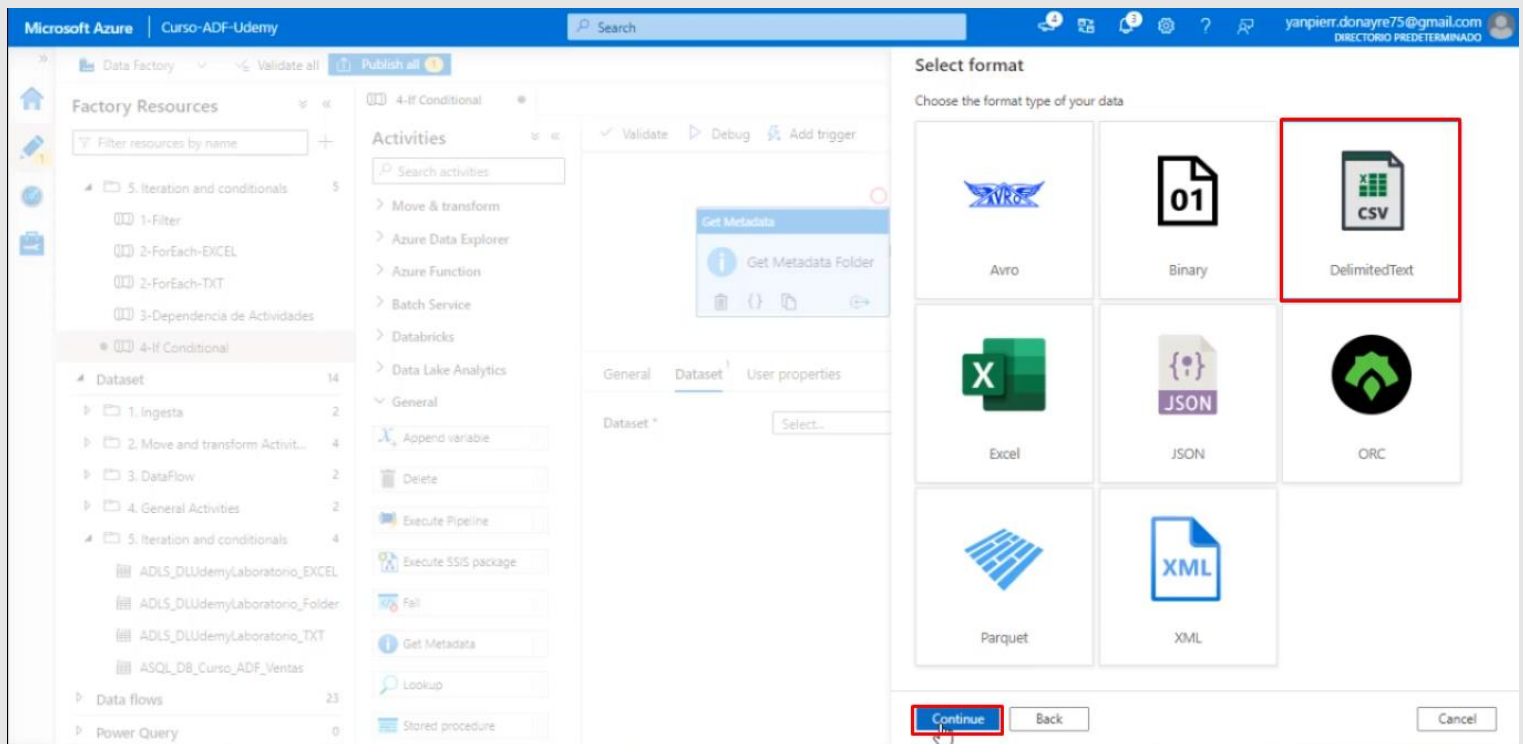 Microsoft Azure
Curso-ADF-Udemy
Search
4
3
yanpierr.donayre75@gmail.com
DIRECTORIO PREDETERMINADO
Data Factory
Validate all
Publish all
1
Factory Resources
Filter resources by name
1
5. Iteration and conditionals 5
1-Filter
2-ForEach-EXCEL
2-ForEach-TXT
3-Dependencia de Actividades
4-If Conditional
Dataset 14
1. Ingesta 2
2. Move and transform Activit... 4
3. DataFlow 2
4. General Activities 2
5. Iteration and conditionals 4
ADLS_DLUdemyLaboratorio_EXCEL
ADLS_DLUdemyLaboratorio_Folder
ADLS_DLUdemyLaboratorio_TXT
ASQL_DB_Curso_ADF_Ventas
Data flows 23
Power Query 0
4-If Conditional
Activities
Search activities
Move & transform
Azure Data Explorer
Azure Function
Batch Service
Databricks
Data Lake Analytics
General
Append variable
Delete
Execute Pipeline
Execute SSIS package
Fail
Get Metadata
Lookup
Stored procedure
Validate
Debug
Add trigger
Get Metadata
Get Metadata Folder
General
Dataset 1
User properties
Dataset *
Select...
Select format
Choose the format type of your data
AVRO
Avro
01
Binary
X
CSV
DelimitedText
X
Excel
JSON
JSON
ORC
Parquet
XML
XML
Continue
Back
Cancel